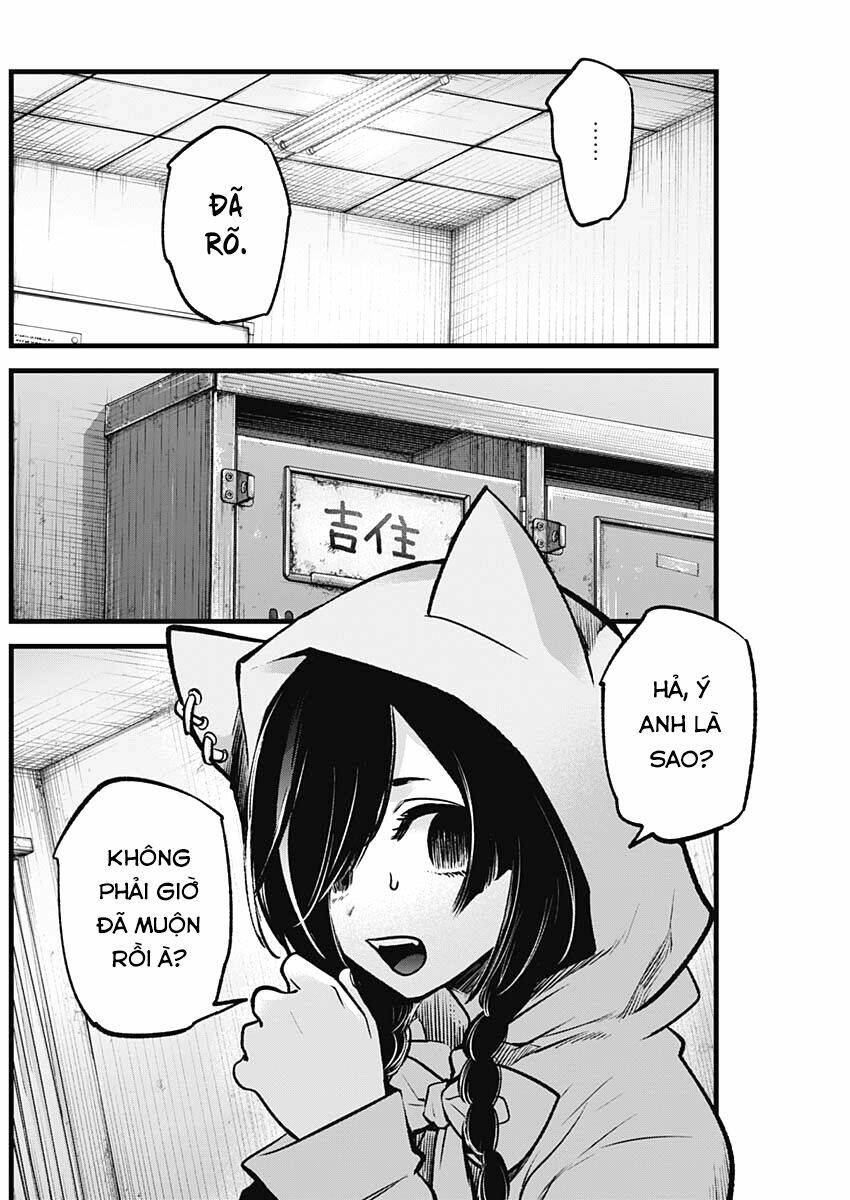 ......
ĐÃ
RÕ.
吉住
HẢ, Ý
ANH LÀ
SAO?
KHÔNG
PHẢI GIỜ
ĐÃ MUỘN
RỒI À?